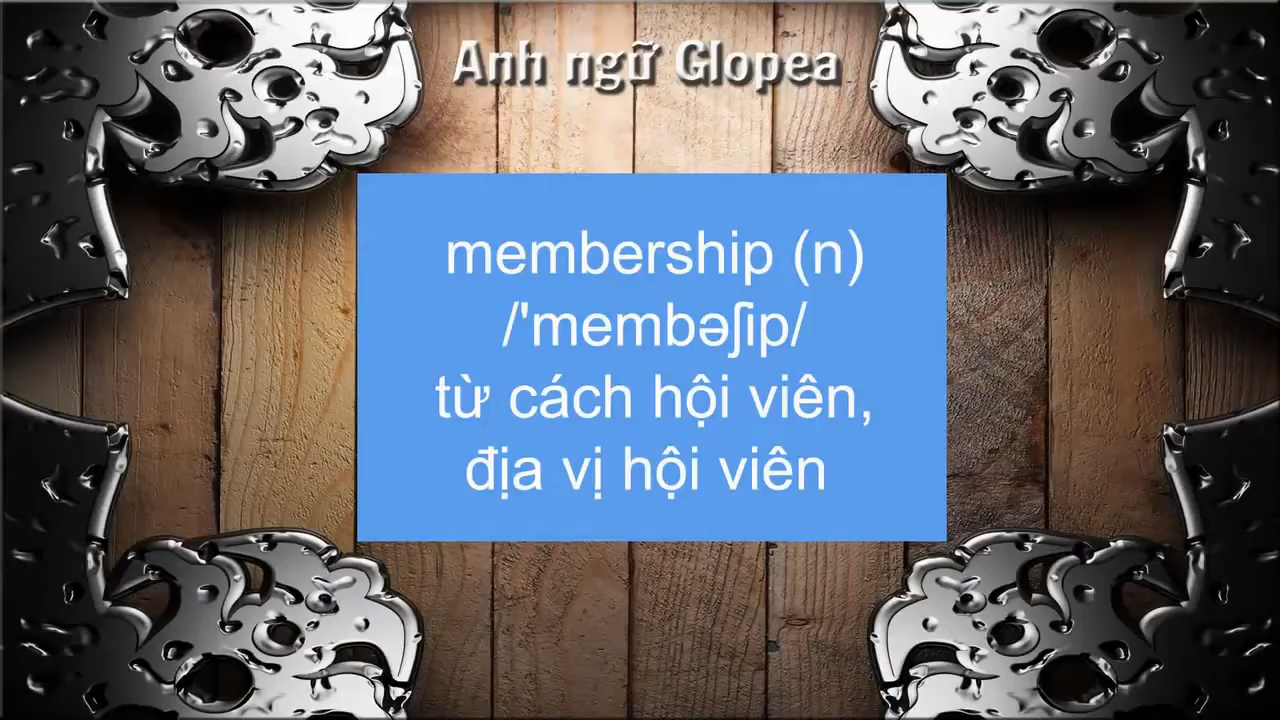 Anh ngữ Glopea
membership (n)
/'membəʃip/
từ cách hội viên,
địa vị hội viên